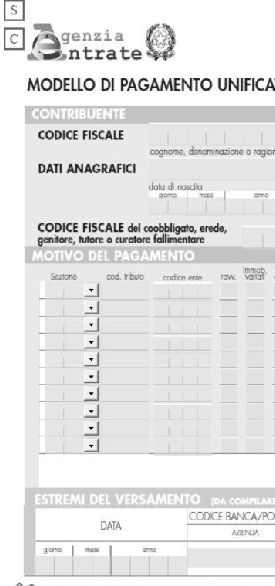 S
C
Agenzia
Entrate
MODELLO DI PAGAMENTO UNIFICA
CONTRIBUENTE
CODICE FISCALE
cognome, denominazione o ragion
DATI ANAGRAFICI
data di nascita
giorno mese anno
CODICE FISCALE del coobbligato, erede,
genitore, tutore o curatore fallimentare
MOTIVO DEL PAGAMENTO
Sezione cod. tributo codice ente ravv. Immob. variati
ESTREMI DEL VERSAMENTO (DA COMPILARE
DATA
CODICE BANCA/PO
AZIENDA
giorno mese anno